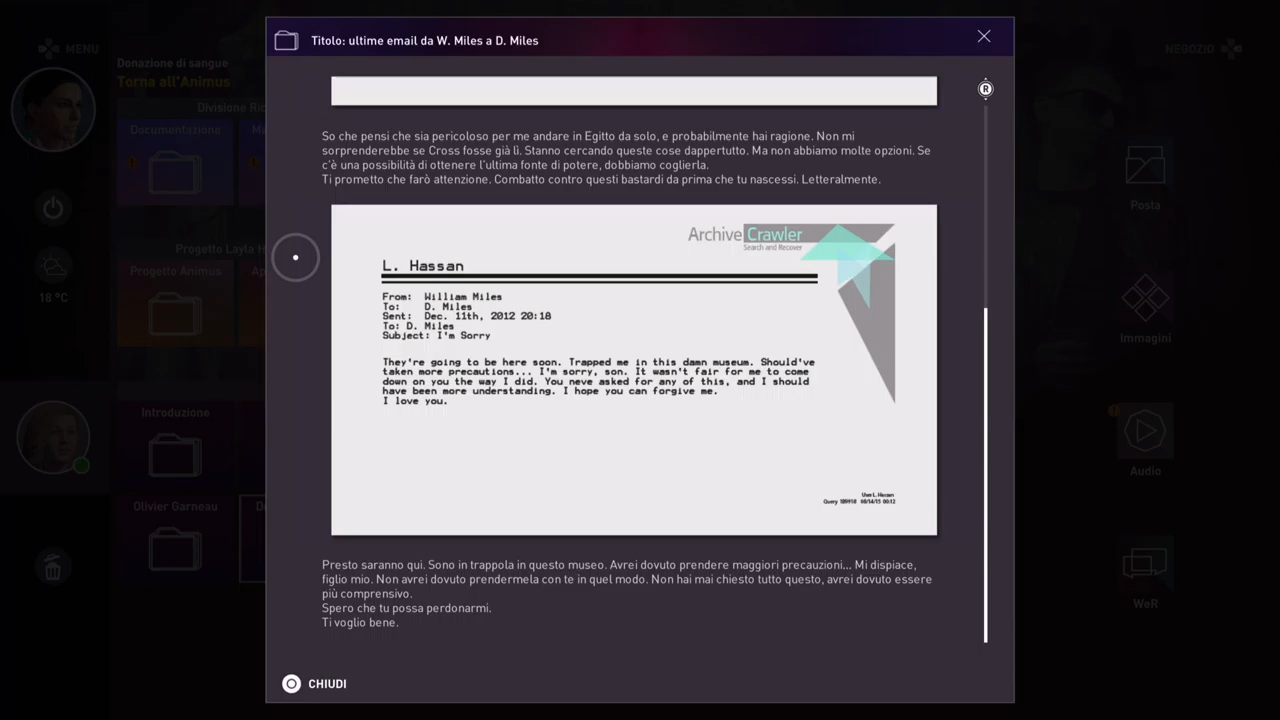 Titolo: ultime email da W. Miles a D. Miles
MENU
NEGOZIO
Donazione di sangue
Torna all'Animus
Divisione Ric
Documentazione
18 °C
Progetto Layla H
Progetto Animus
Ap
Introduzione
Olivier Garneau
So che pensi che sia pericoloso per me andare in Egitto da solo, e probabilmente hai ragione. Non mi
sorprenderebbe se Cross fosse già lì. Stanno cercando queste cose dappertutto. Ma non abbiamo molte opzioni. Se
c'è una possibilità di ottenere l'ultima fonte di potere, dobbiamo coglierla.
Ti prometto che farò attenzione. Combatto contro questi bastardi da prima che tu nascessi. Letteralmente.
Archive Crawler
Search and Recover
L. Hassan
From: William Miles
To: D. Miles
Sent: Dec. 11th, 2012 20:18
To: D. Miles
Subject: I'm Sorry
They're going to be here soon. Trapped me in this damn museum. Should've
taken more precautions... I'm sorry, son. It wasn't fair for me to come
down on you the way I did. You neve asked for any of this, and I should
have been more understanding. I hope you can forgive me.
I love you.
User L. Hassan
Presto saranno qui. Sono in trappola in questo museo. Avrei dovuto prendere maggiori precauzioni... Mi dispiace,
figlio mio. Non avrei dovuto prendermela con te in quel modo. Non hai mai chiesto tutto questo, avrei dovuto essere
più comprensivo.
Spero che tu possa perdonarmi.
Ti voglio bene.
CHIUDI
R
Posta
Immagini
Audio
WeR